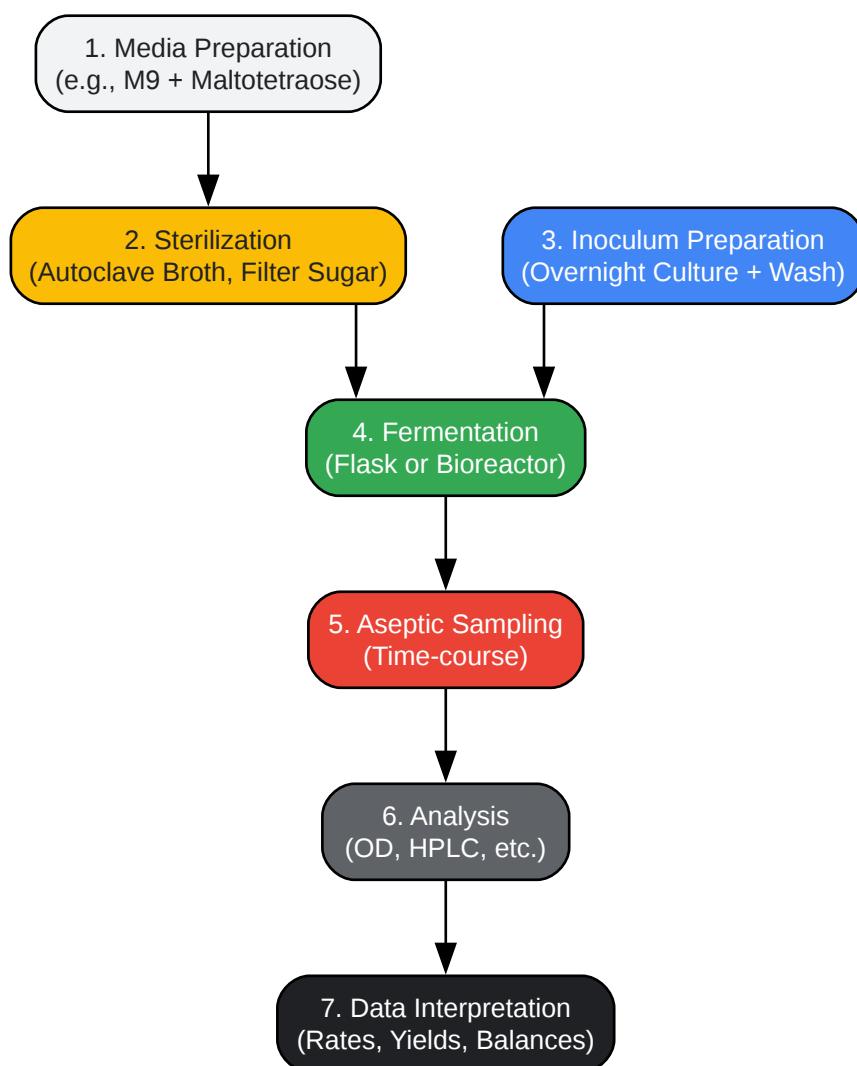 1. Media Preparation
(e.g., M9 + Maltotetraose)
2. Sterilization
(Autoclave Broth, Filter Sugar)
3. Inoculum Preparation
(Overnight Culture + Wash)
4. Fermentation
(Flask or Bioreactor)
5. Aseptic Sampling
(Time-course)
6. Analysis
(OD, HPLC, etc.)
7. Data Interpretation
(Rates, Yields, Balances)